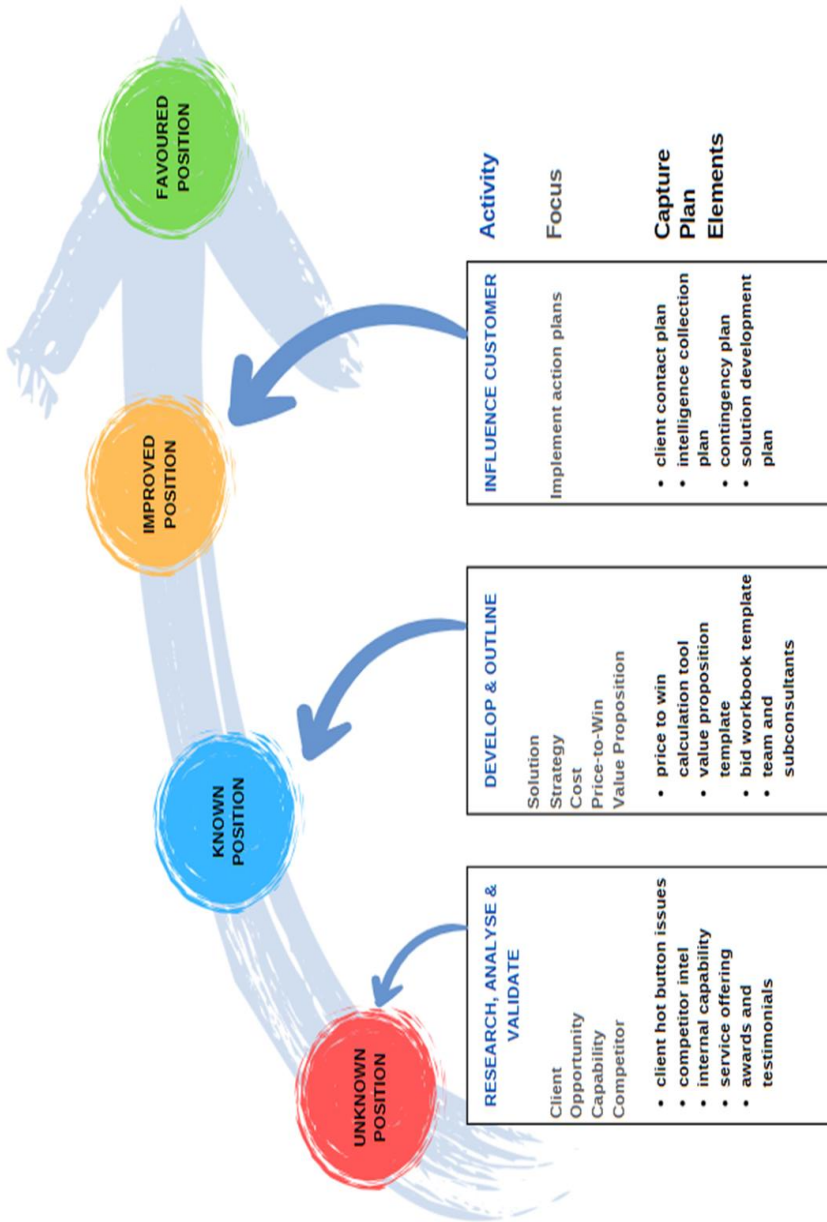 UNKNOWN
POSITION
KNOWN
POSITION
IMPROVED
POSITION
FAVOURED
POSITION
RESEARCH, ANALYSE &
VALIDATE
Client
Opportunity
Capability
Competitor
• client hot button issues
• competitor intel
• internal capability
• service offering
• awards and
testimonials
DEVELOP & OUTLINE
Solution
Strategy
Cost
Price-to-Win
Value Proposition
• price to win
calculation tool
• value proposition
template
• bid workbook template
• team and
subconsultants
INFLUENCE CUSTOMER
Implement action plans
• client contact plan
• intelligence collection
plan
• contingency plan
• solution development
plan
Activity
Focus
Capture
Plan
Elements